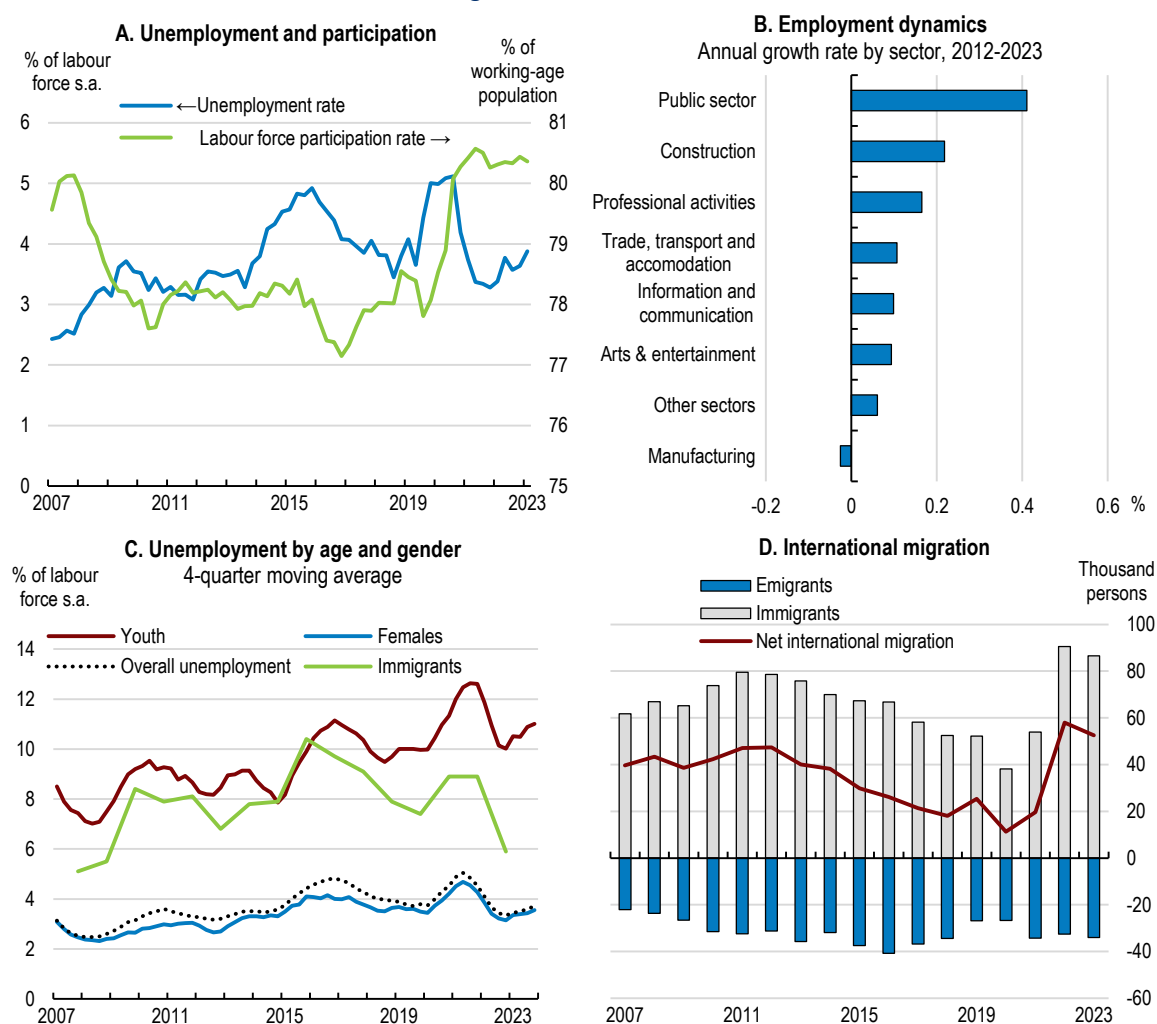 A. Unemployment and participation
% of labour
force s.a.
% of
working-age
population
←Unemployment rate
Labour force participation rate →
6
5
4
3
2
1
0
81
80
79
78
77
76
75
2007
2011
2015
2019
2023
B. Employment dynamics
Annual growth rate by sector, 2012-2023
Public sector
Construction
Professional activities
Trade, transport and
accomodation
Information and
communication
Arts & entertainment
Other sectors
Manufacturing
-0.2
0
0.2
0.4
0.6
%
C. Unemployment by age and gender
4-quarter moving average
% of labour
force s.a.
Youth
Females
Overall unemployment
Immigrants
14
12
10
8
6
4
2
0
2007
2011
2015
2019
2023
D. International migration
Thousand
persons
Emigrants
Immigrants
Net international migration
100
80
60
40
20
0
-20
-40
-60
2007
2011
2015
2019
2023